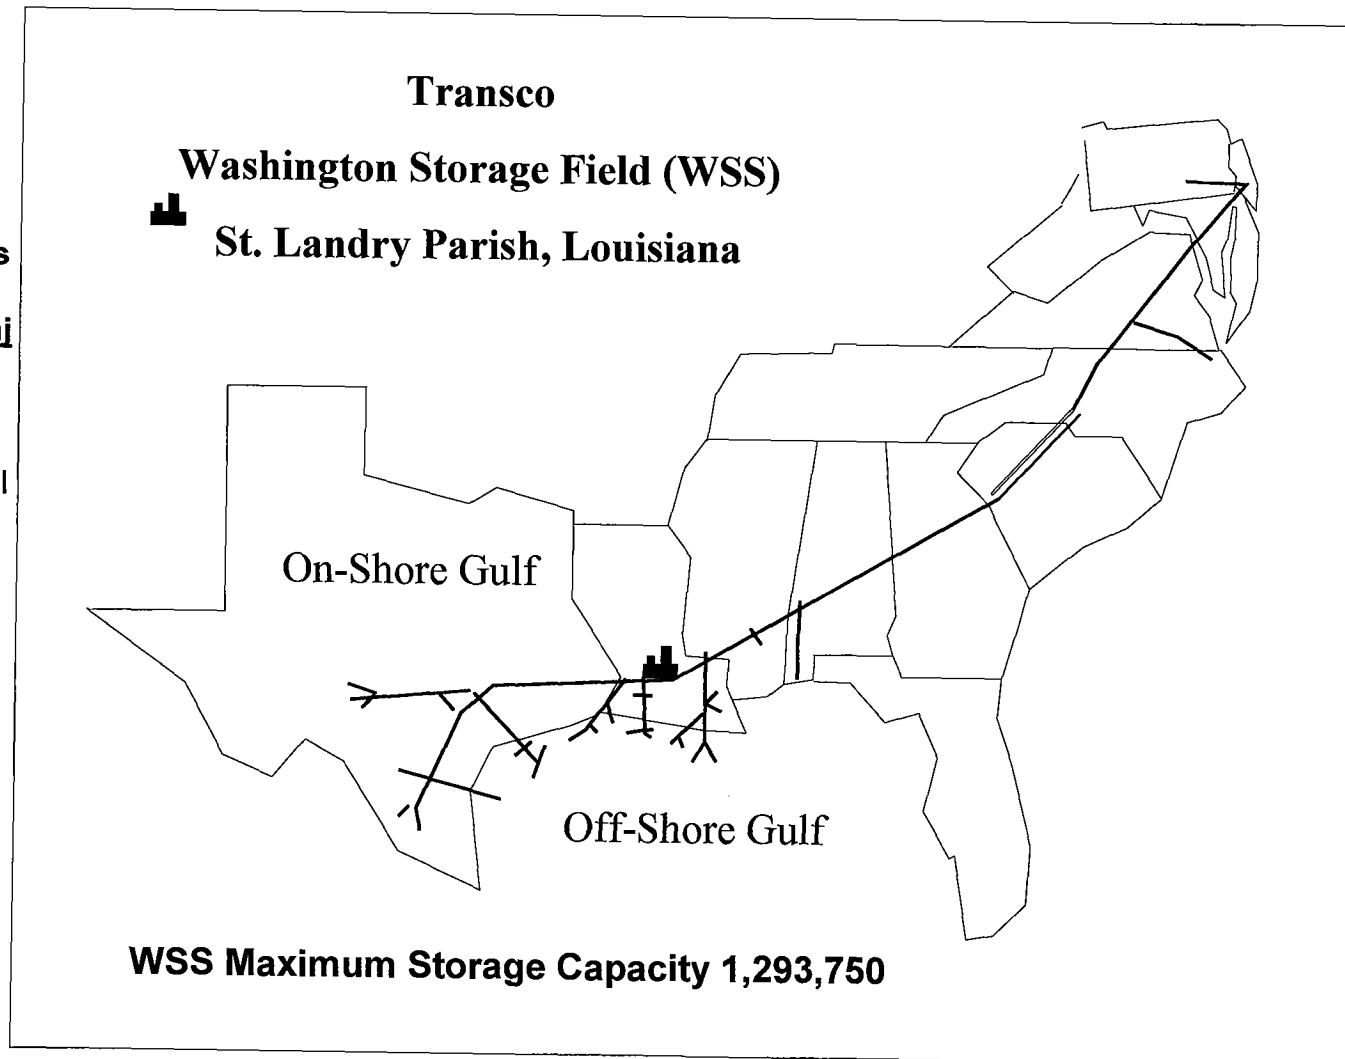 Transco
Washington Storage Field (WSS)
St. Landry Parish, Louisiana
On-Shore Gulf
Off-Shore Gulf
WSS Maximum Storage Capacity 1,293,750